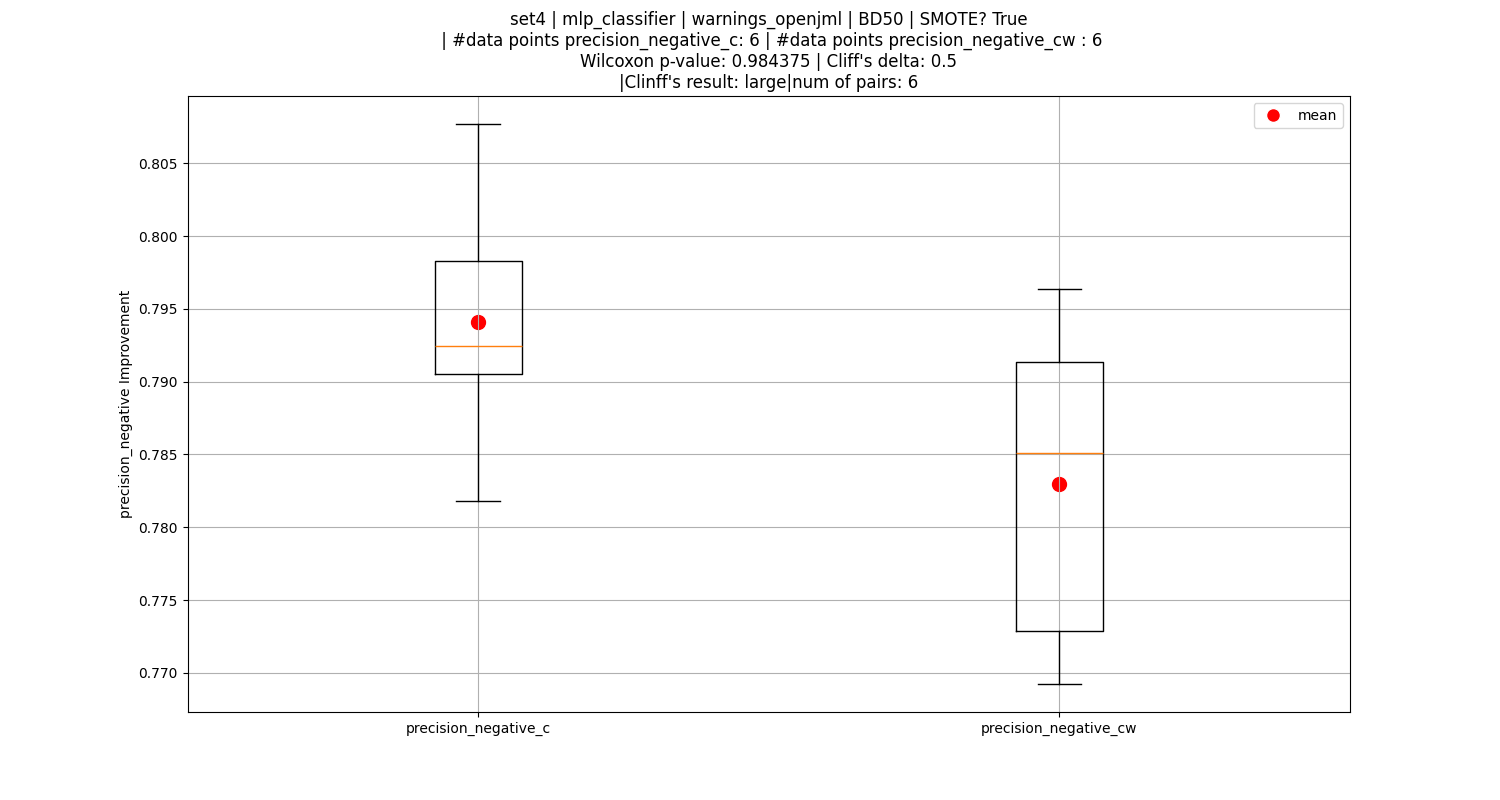 set4 | mlp_classifier | warnings_openjml | BD50 | SMOTE? True
| #data points precision_negative_c: 6 | #data points precision_negative_cw : 6
Wilcoxon p-value: 0.984375 | Cliff's delta: 0.5
|Clinff's result: large|num of pairs: 6
mean
0.805
0.800
0.795
0.790
0.785
0.780
0.775
0.770
precision_negative Improvement
precision_negative_c
precision_negative_cw